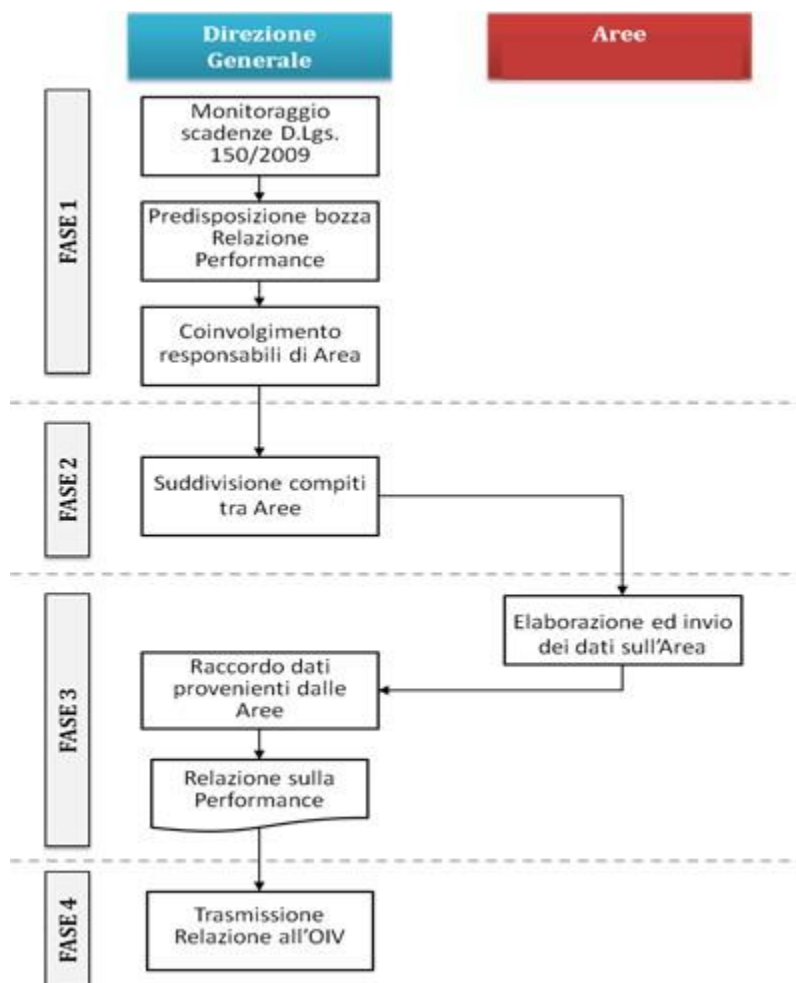 Direzione
Generale
Aree
FASE 1
Monitoraggio
scadenze D.Lgs.
150/2009
Predisposizione bozza
Relazione
Performance
Coinvolgimento
responsabili di Area
FASE 2
Suddivisione compiti
tra Aree
FASE 3
Elaborazione ed invio
dei dati sull'Area
Raccordo dati
provenienti dalle
Aree
Relazione sulla
Performance
FASE 4
Trasmissione
Relazione all'OIV